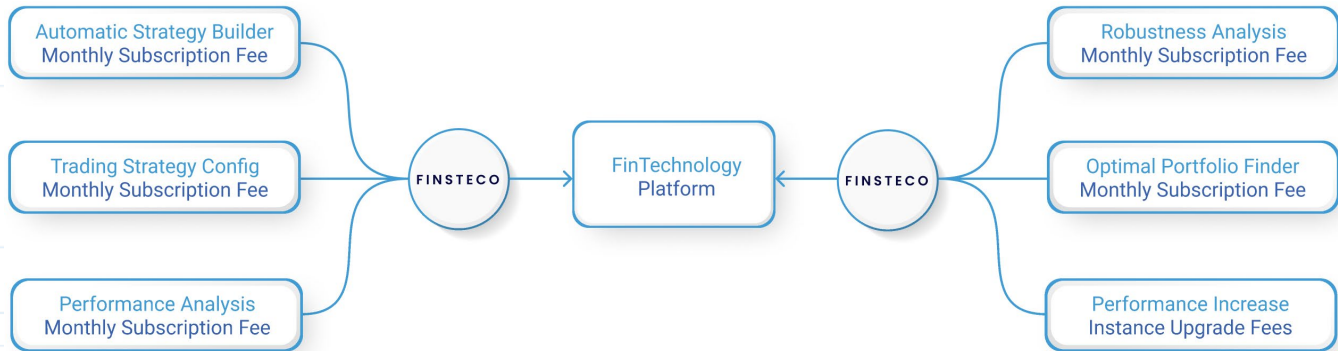 Automatic Strategy Builder
Monthly Subscription Fee
Trading Strategy Config
Monthly Subscription Fee
Performance Analysis
Monthly Subscription Fee
FINSTECO
FinTechnology
Platform
FINSTECO
Robustness Analysis
Monthly Subscription Fee
Optimal Portfolio Finder
Monthly Subscription Fee
Performance Increase
Instance Upgrade Fees